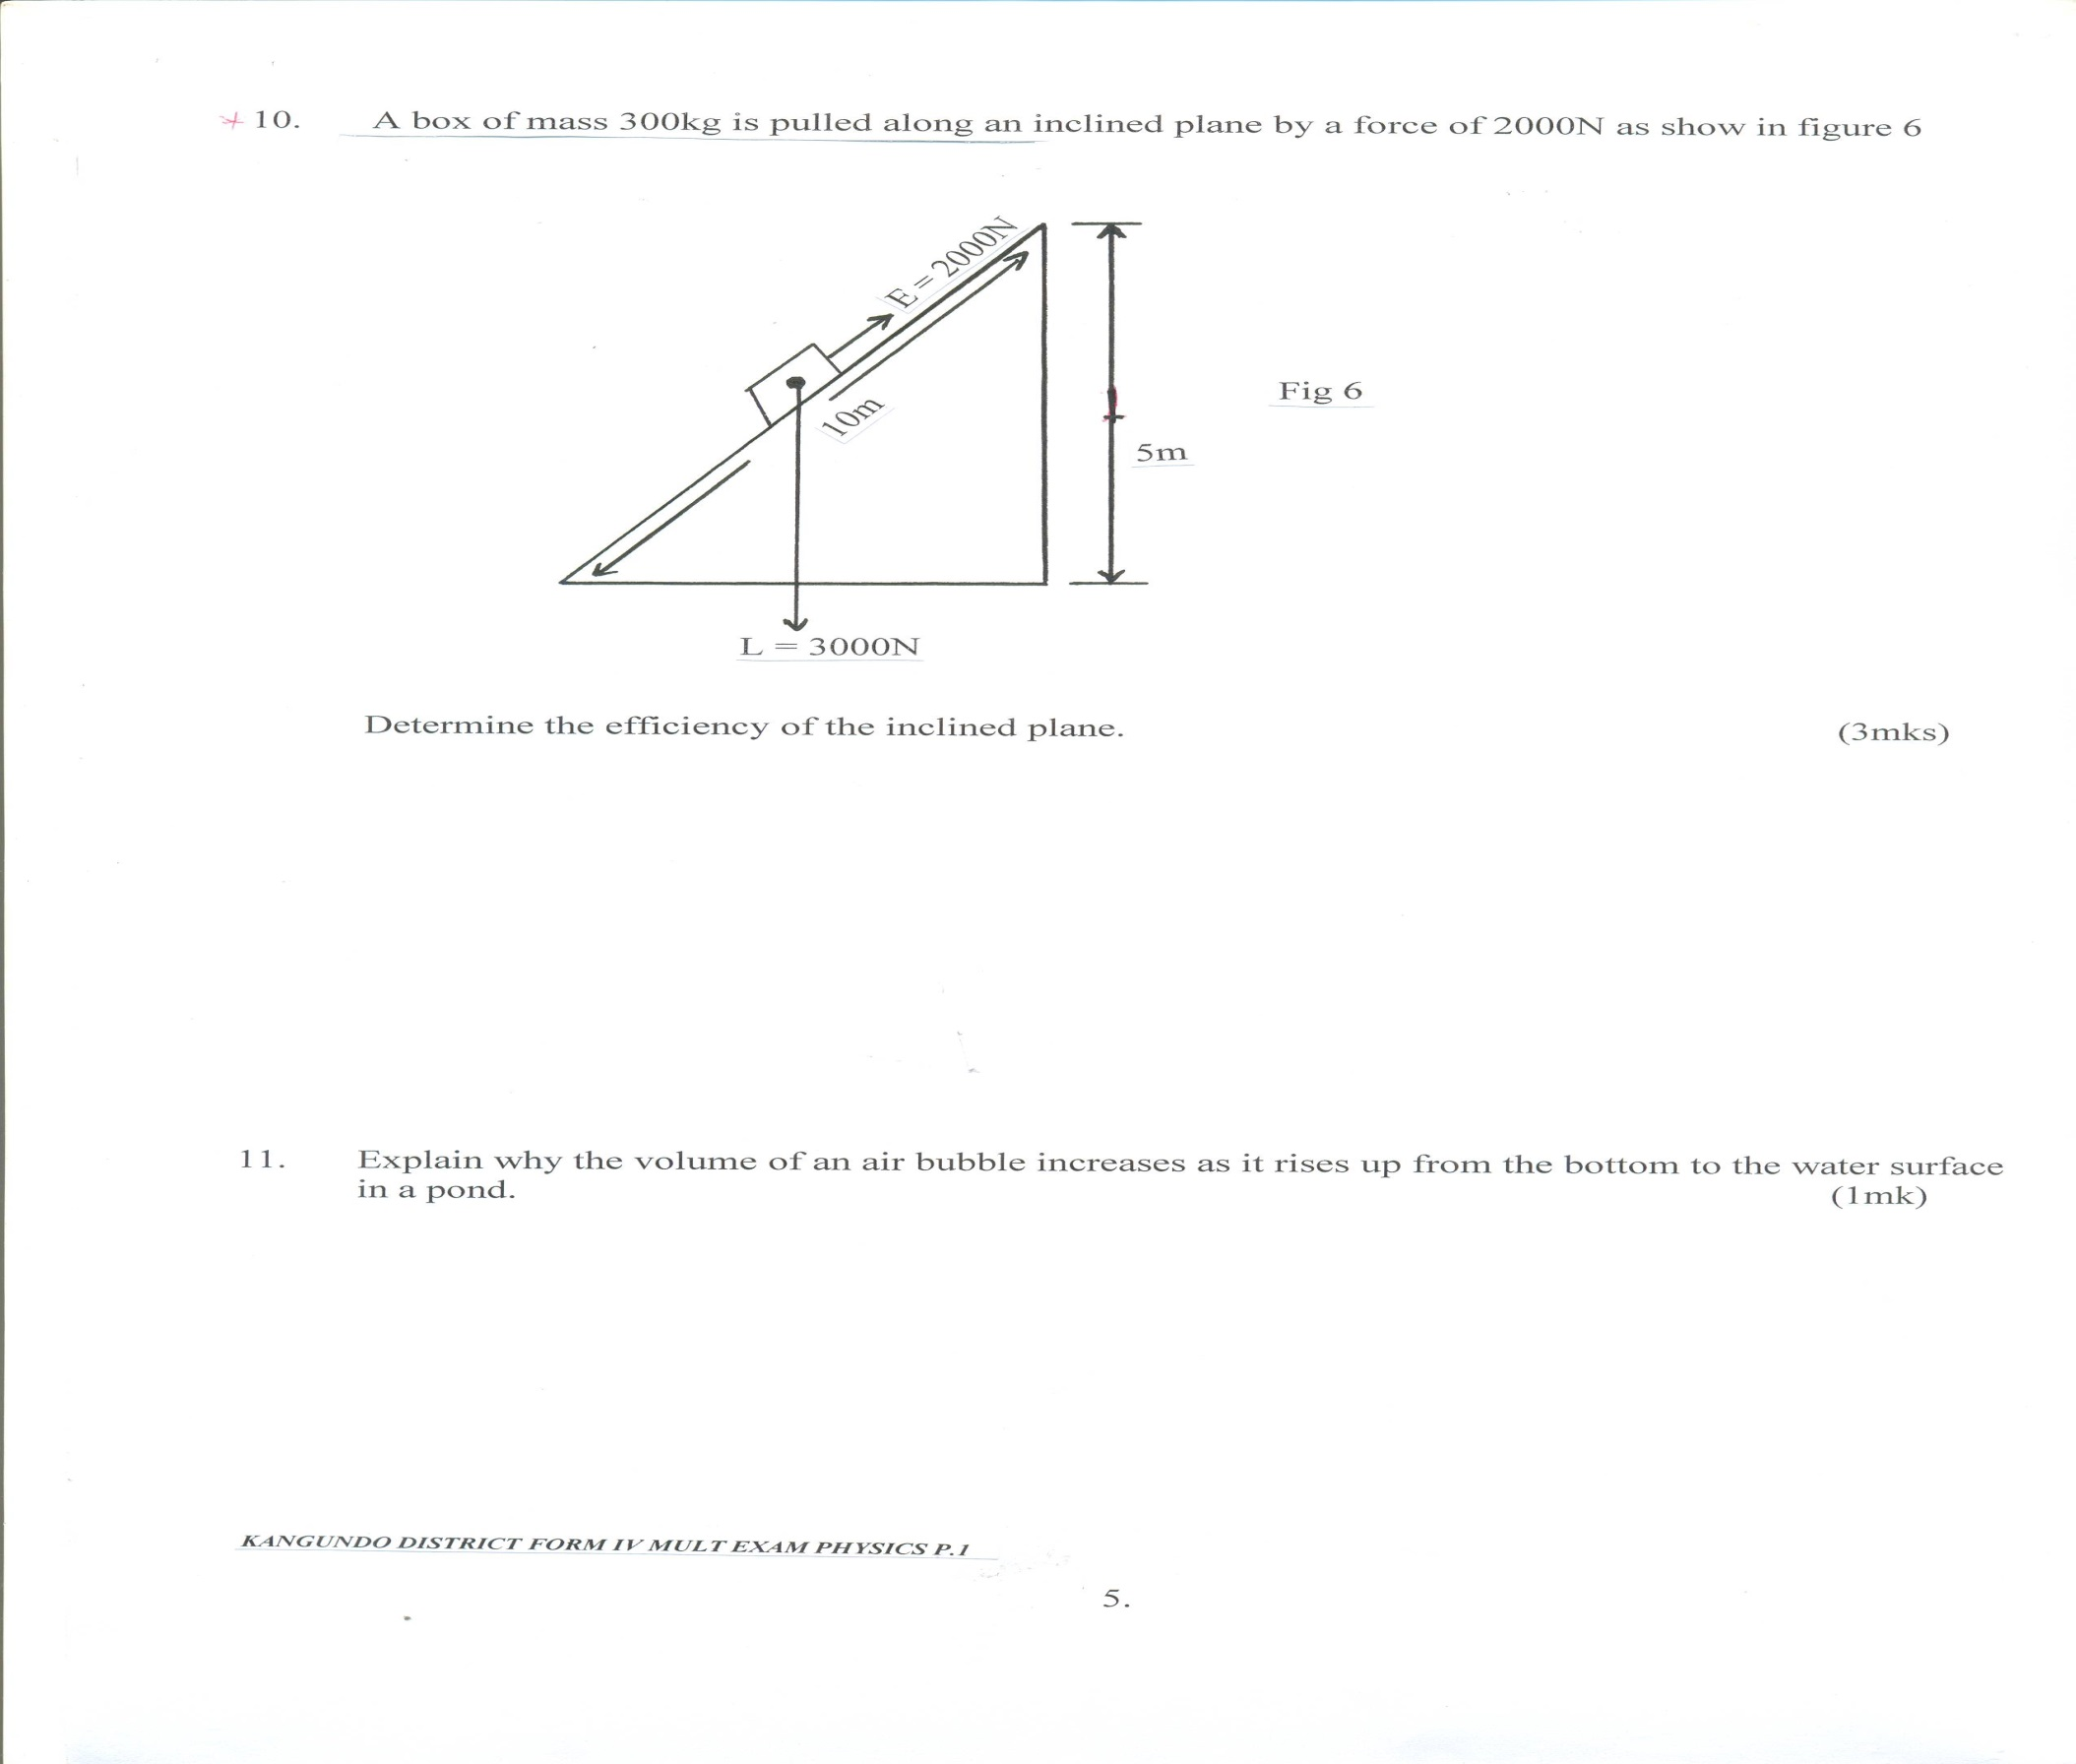 10. A box of mass 300kg is pulled along an inclined plane by a force of 2000N as show in figure 6
E = 2000N
10m
Fig 6
5m
L = 3000N
Determine the efficiency of the inclined plane. (3mks)
11. Explain why the volume of an air bubble increases as it rises up from the bottom to the water surface
in a pond. (1mk)
KANGUNDO DISTRICT FORM IV MULT EXAM PHYSICS P.1
5.